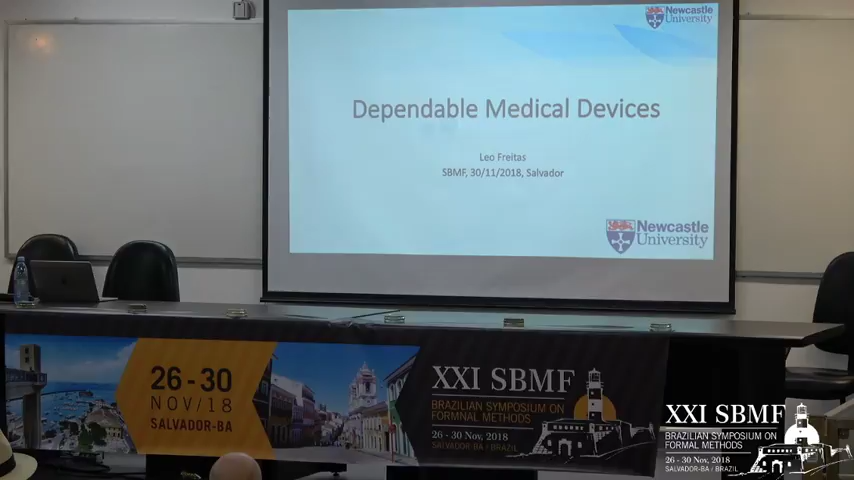 Newcastle
University
Dependable Medical Devices
Leo Freitas
SBMF, 30/11/2018, Salvador
Newcastle
University
26-30
NOV/18
SALVADOR-BA
XXI SBMF
BRAZILIAN SYMPOSIUM ON
FORMNAL METHODS
26 - 30 Nov, 2018
SALVADOR-BA / BRAZIL
XXI SBMF
BRAZILIAN SYMPOSIUM ON
FORMAL METHODS
26 - 30 Nov, 2018
SALVADOR-BA / BRAZIL